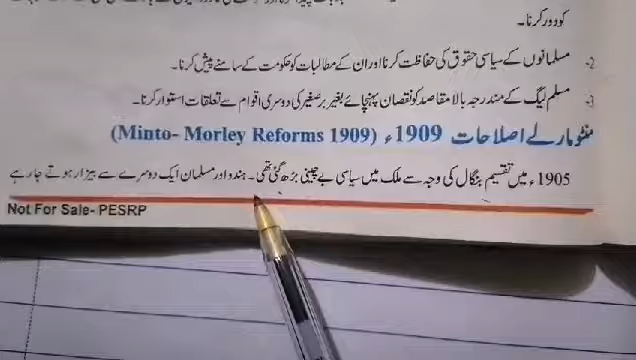 کو دور کرنا۔
2- مسلمانوں کے سیاسی حقوق کی حفاظت کرنا اور ان کے مطالبات کو حکومت کے سامنے پیش کرنا۔
3- مسلم لیگ کے مندرجہ بالا مقاصد کو نقصان پہنچائے بغیر برصغیر کی دوسری اقوام سے تعلقات استوار کرنا۔
منٹو مارلے اصلاحات 1909ء (Minto- Morley Reforms 1909)
1905ء میں تقسیم بنگال کی وجہ سے ملک میں سیاسی بے چینی بڑھ گئی تھی۔ ہندو اور مسلمان ایک دوسرے سے بیزار ہوتے جا رہے
Not For Sale- PESRP